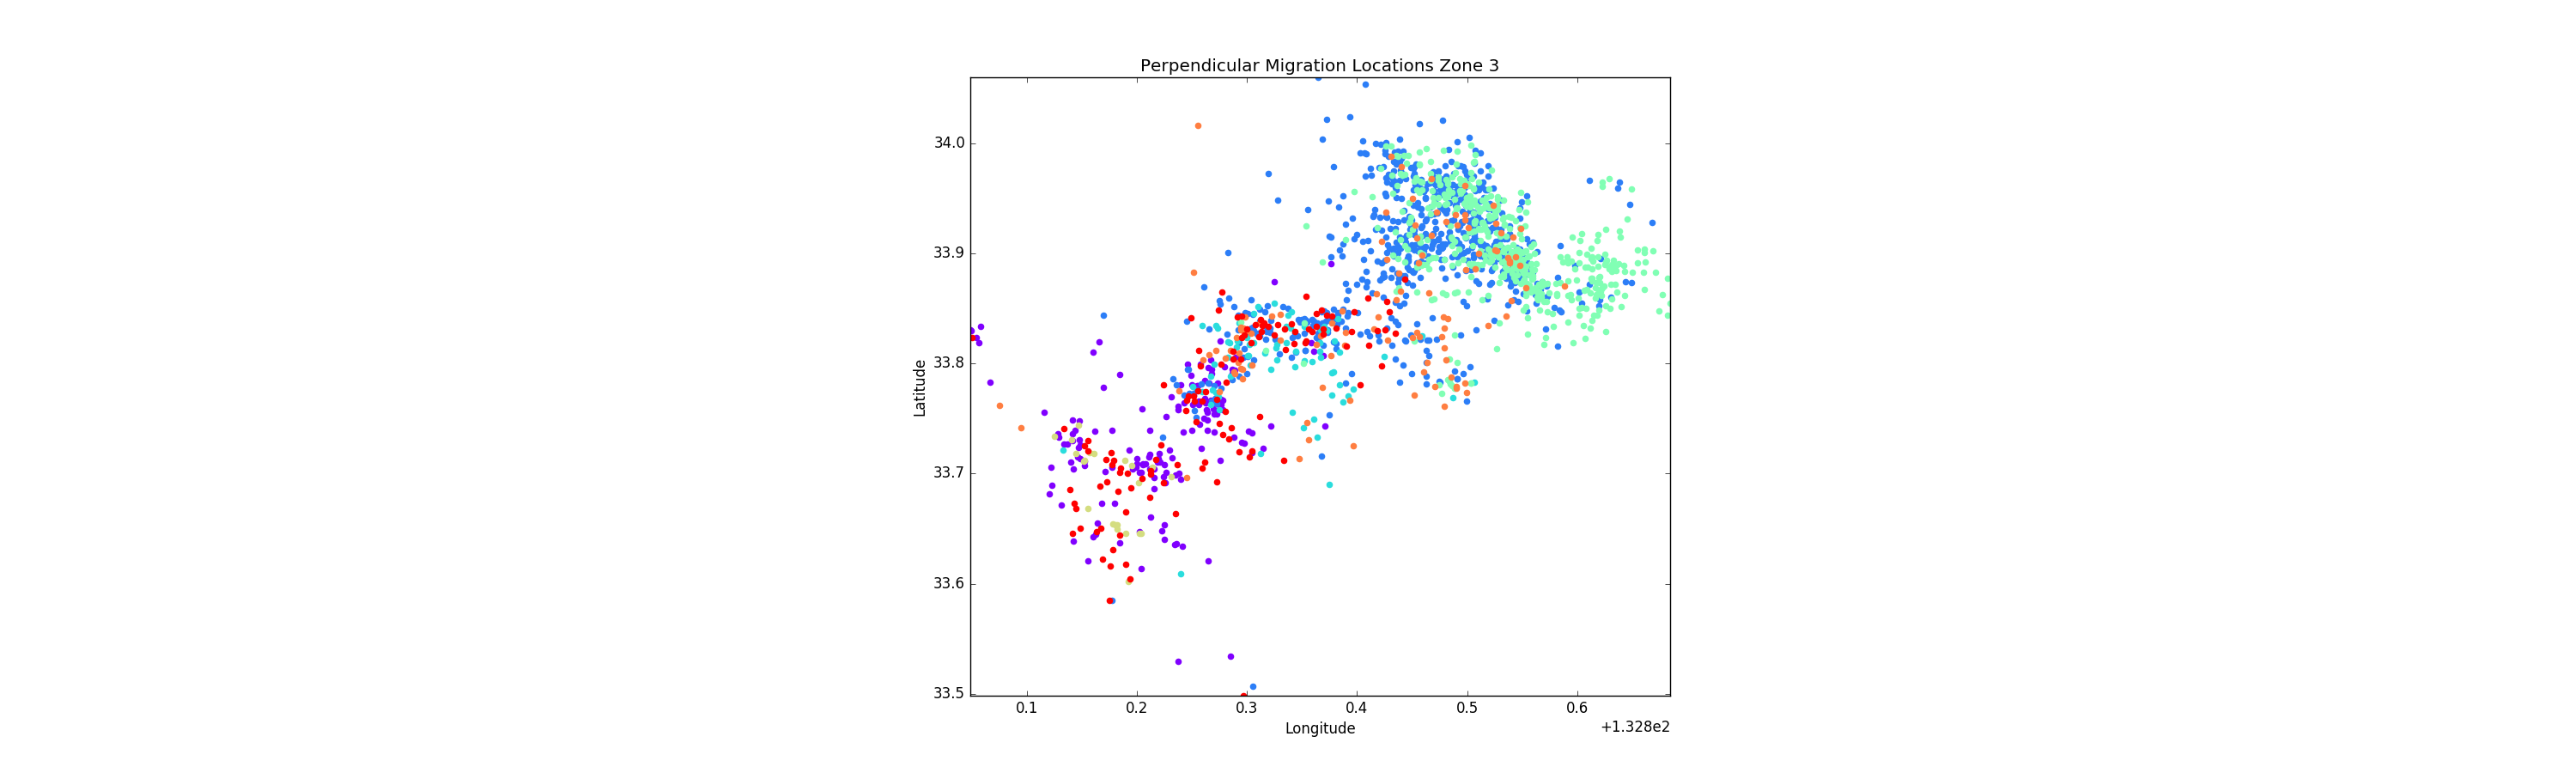 Perpendicular Migration Locations Zone 3
Latitude
34.0
33.9
33.8
33.7
33.6
33.5
0.1 0.2 0.3 0.4 0.5 0.6
Longitude
+1.328e2